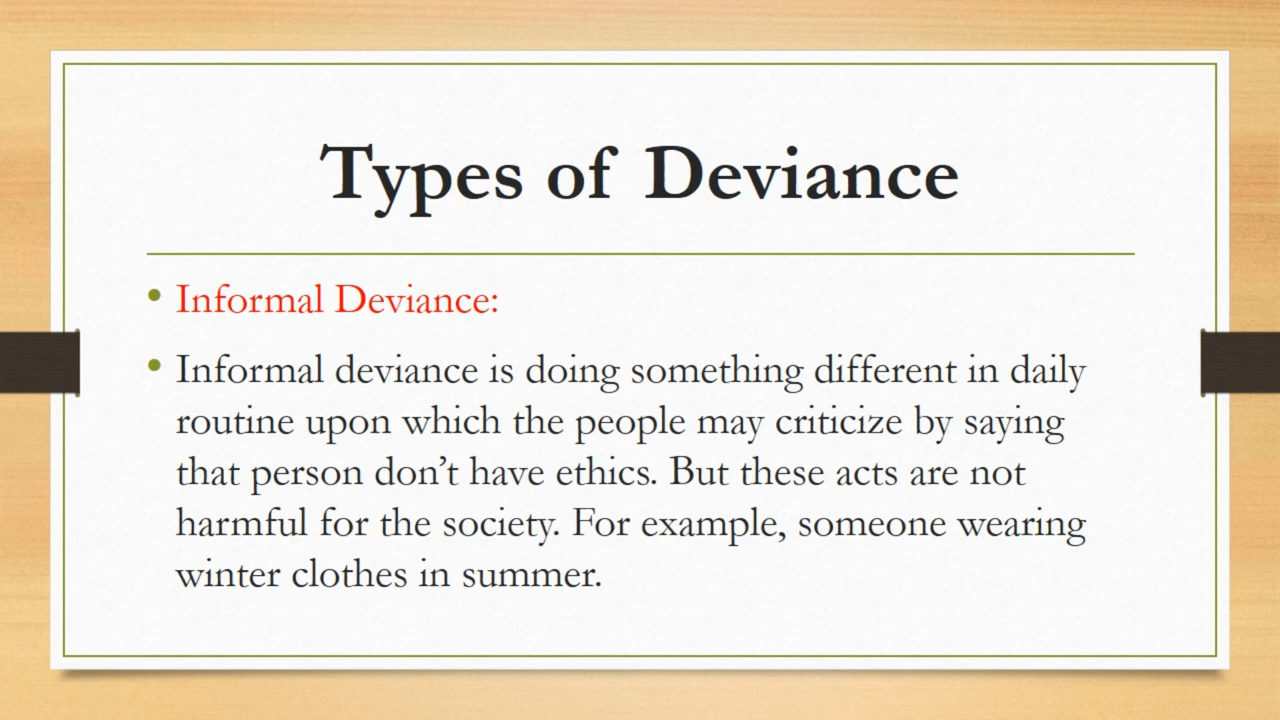 Types of Deviance
• Informal Deviance:
• Informal deviance is doing something different in daily
routine upon which the people may criticize by saying
that person don’t have ethics. But these acts are not
harmful for the society. For example, someone wearing
winter clothes in summer.